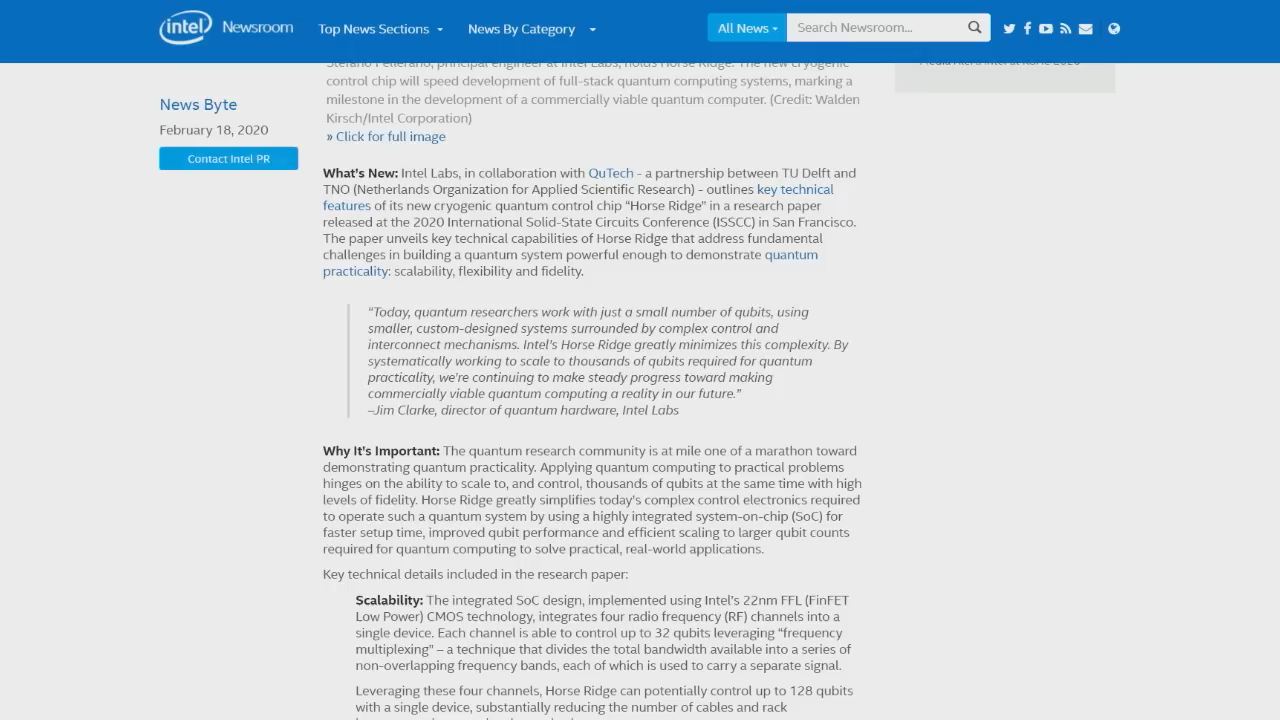 intel Newsroom Top News Sections News By Category All News Search Newsroom...
Stefano Pellerano, principal engineer at Intel Labs, holds Horse Ridge. The new cryogenic
control chip will speed development of full-stack quantum computing systems, marking a
milestone in the development of a commercially viable quantum computer. (Credit: Walden
Kirsch/Intel Corporation)
» Click for full image
News Byte
February 18, 2020
Contact Intel PR
What's New: Intel Labs, in collaboration with QuTech - a partnership between TU Delft and
TNO (Netherlands Organization for Applied Scientific Research) - outlines key technical
features of its new cryogenic quantum control chip “Horse Ridge” in a research paper
released at the 2020 International Solid-State Circuits Conference (ISSCC) in San Francisco.
The paper unveils key technical capabilities of Horse Ridge that address fundamental
challenges in building a quantum system powerful enough to demonstrate quantum
practicality: scalability, flexibility and fidelity.
“Today, quantum researchers work with just a small number of qubits, using
smaller, custom-designed systems surrounded by complex control and
interconnect mechanisms. Intel's Horse Ridge greatly minimizes this complexity. By
systematically working to scale to thousands of qubits required for quantum
practicality, we're continuing to make steady progress toward making
commercially viable quantum computing a reality in our future.”
–Jim Clarke, director of quantum hardware, Intel Labs
Why It's Important: The quantum research community is at mile one of a marathon toward
demonstrating quantum practicality. Applying quantum computing to practical problems
hinges on the ability to scale to, and control, thousands of qubits at the same time with high
levels of fidelity. Horse Ridge greatly simplifies today's complex control electronics required
to operate such a quantum system by using a highly integrated system-on-chip (SoC) for
faster setup time, improved qubit performance and efficient scaling to larger qubit counts
required for quantum computing to solve practical, real-world applications.
Key technical details included in the research paper:
Scalability: The integrated SoC design, implemented using Intel's 22nm FFL (FinFET
Low Power) CMOS technology, integrates four radio frequency (RF) channels into a
single device. Each channel is able to control up to 32 qubits leveraging “frequency
multiplexing” – a technique that divides the total bandwidth available into a series of
non-overlapping frequency bands, each of which is used to carry a separate signal.
Leveraging these four channels, Horse Ridge can potentially control up to 128 qubits
with a single device, substantially reducing the number of cables and rack